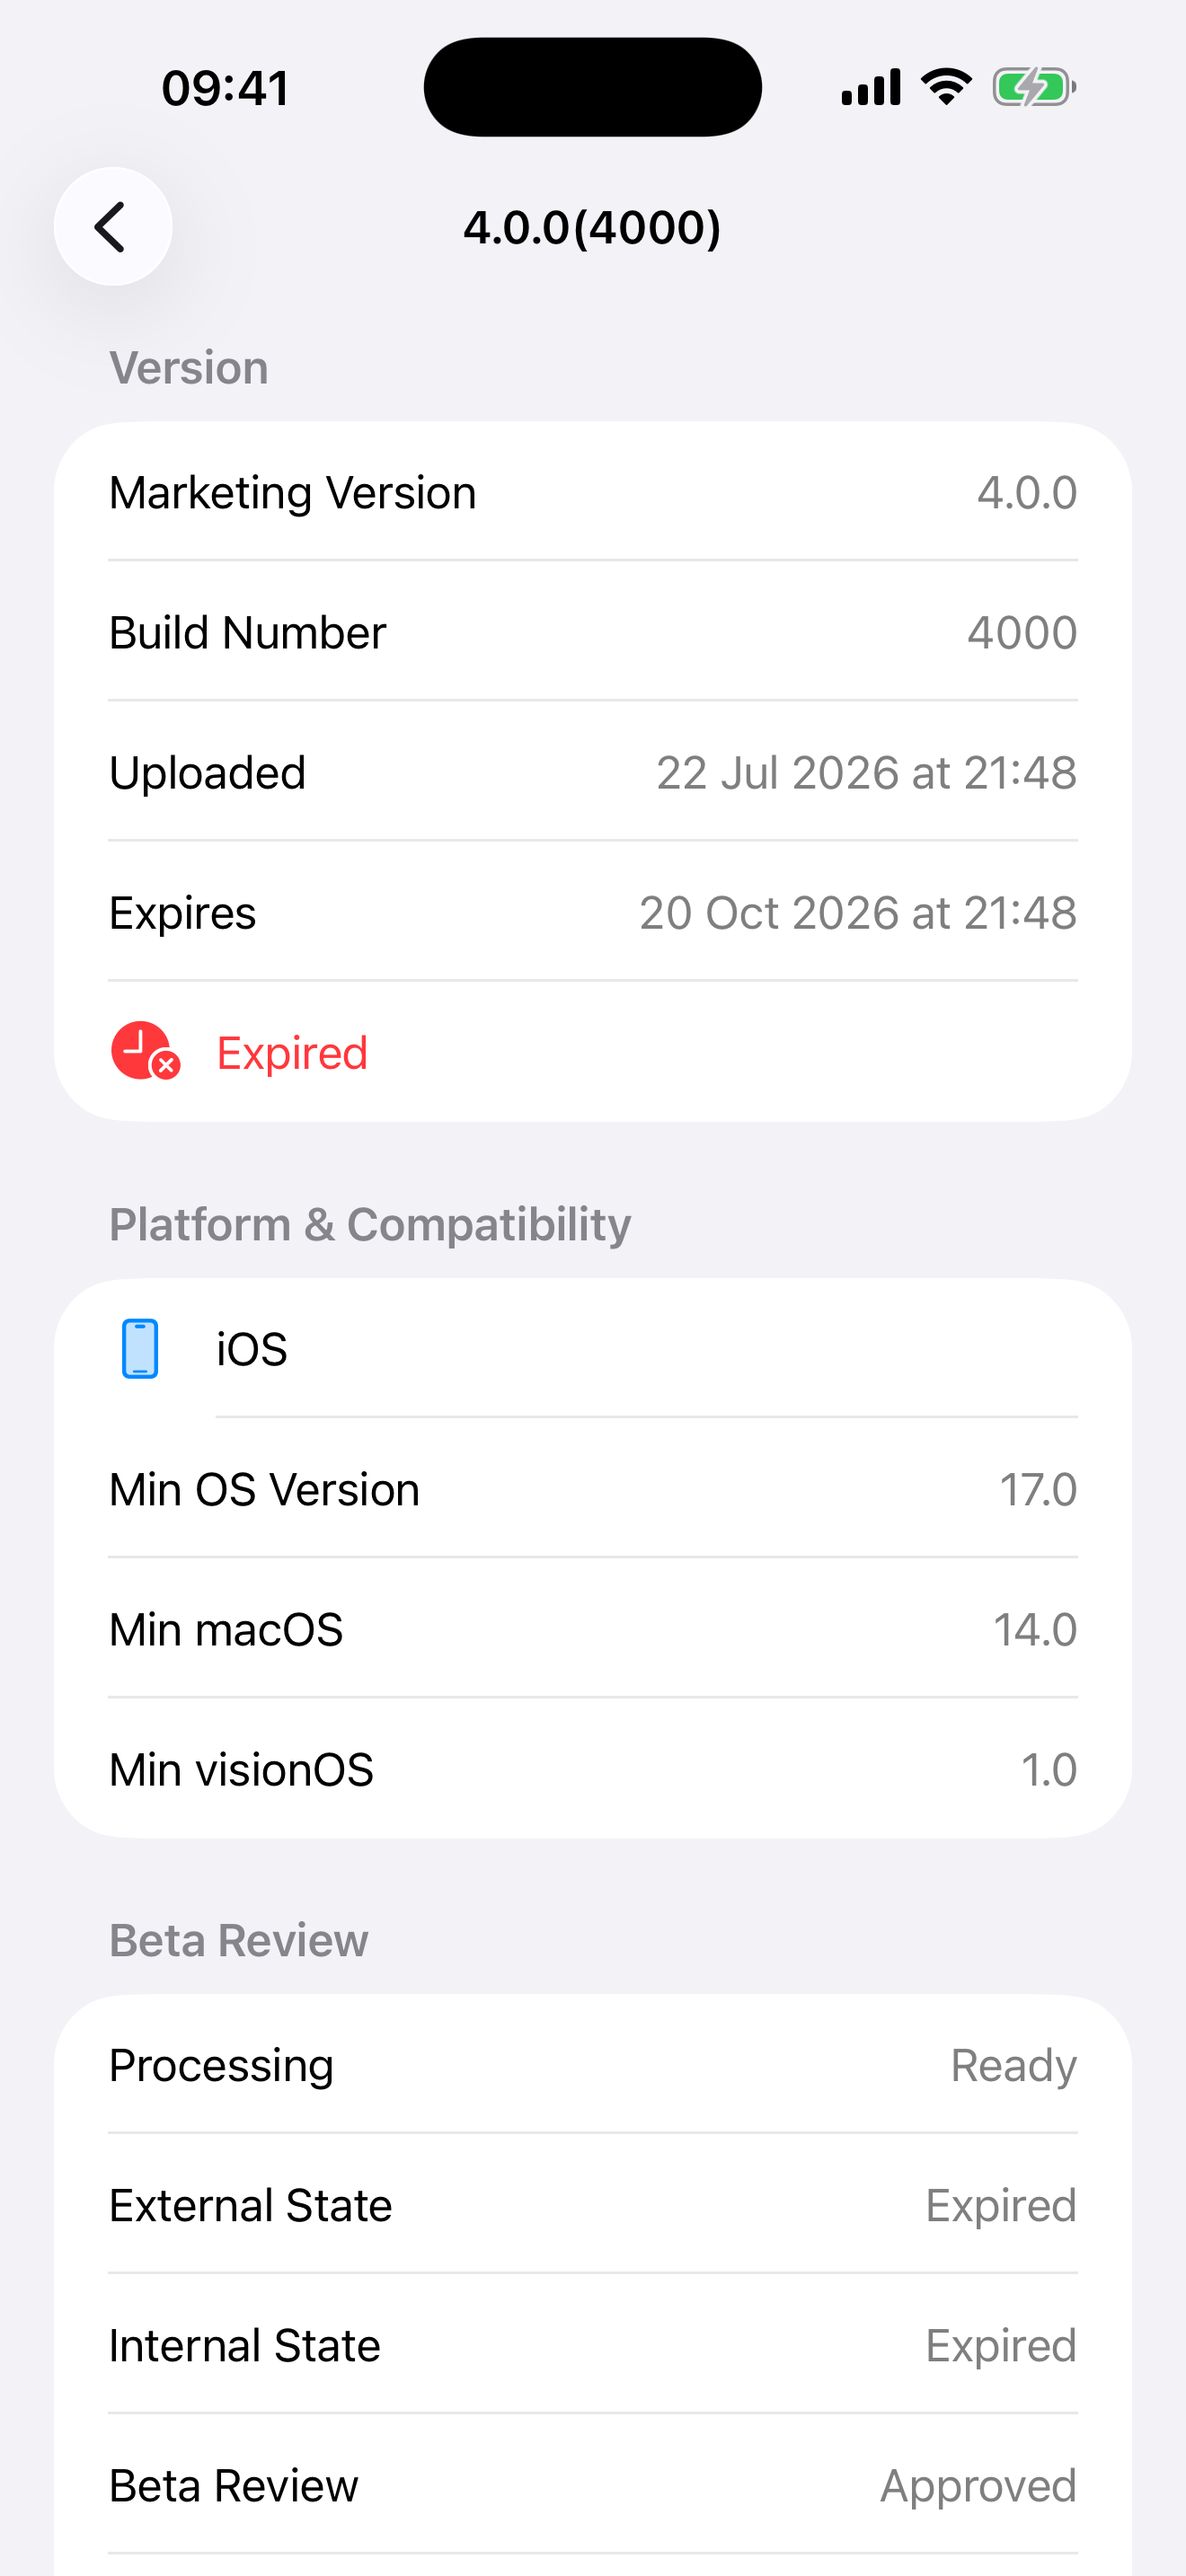 09:41
4.0.0(4000)
Version
Marketing Version 4.0.0
Build Number 4000
Uploaded 22 Jul 2026 at 21:48
Expires 20 Oct 2026 at 21:48
Expired
Platform & Compatibility
iOS
Min OS Version 17.0
Min macOS 14.0
Min visionOS 1.0
Beta Review
Processing Ready
External State Expired
Internal State Expired
Beta Review Approved